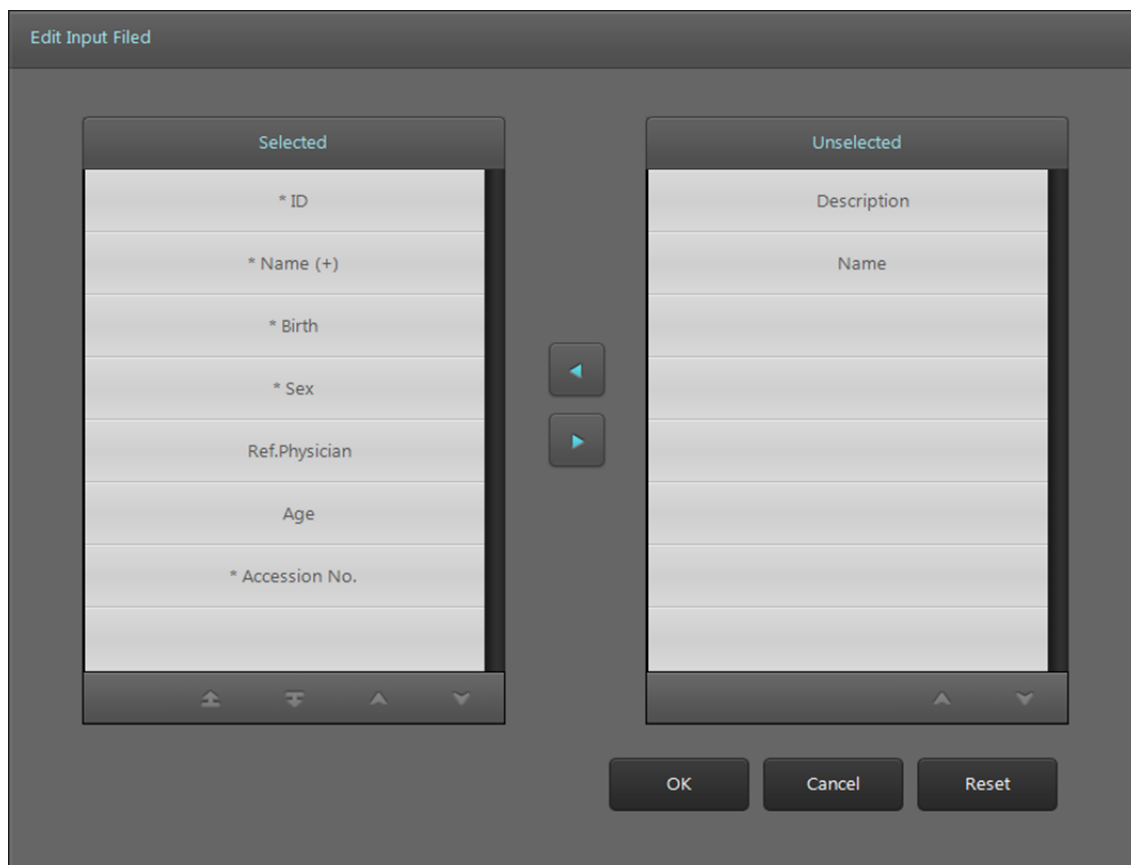 Edit Input Filed
Selected
* ID
* Name (+)
* Birth
* Sex
Ref.Physician
Age
* Accession No.
Unselected
Description
Name
OK
Cancel
Reset